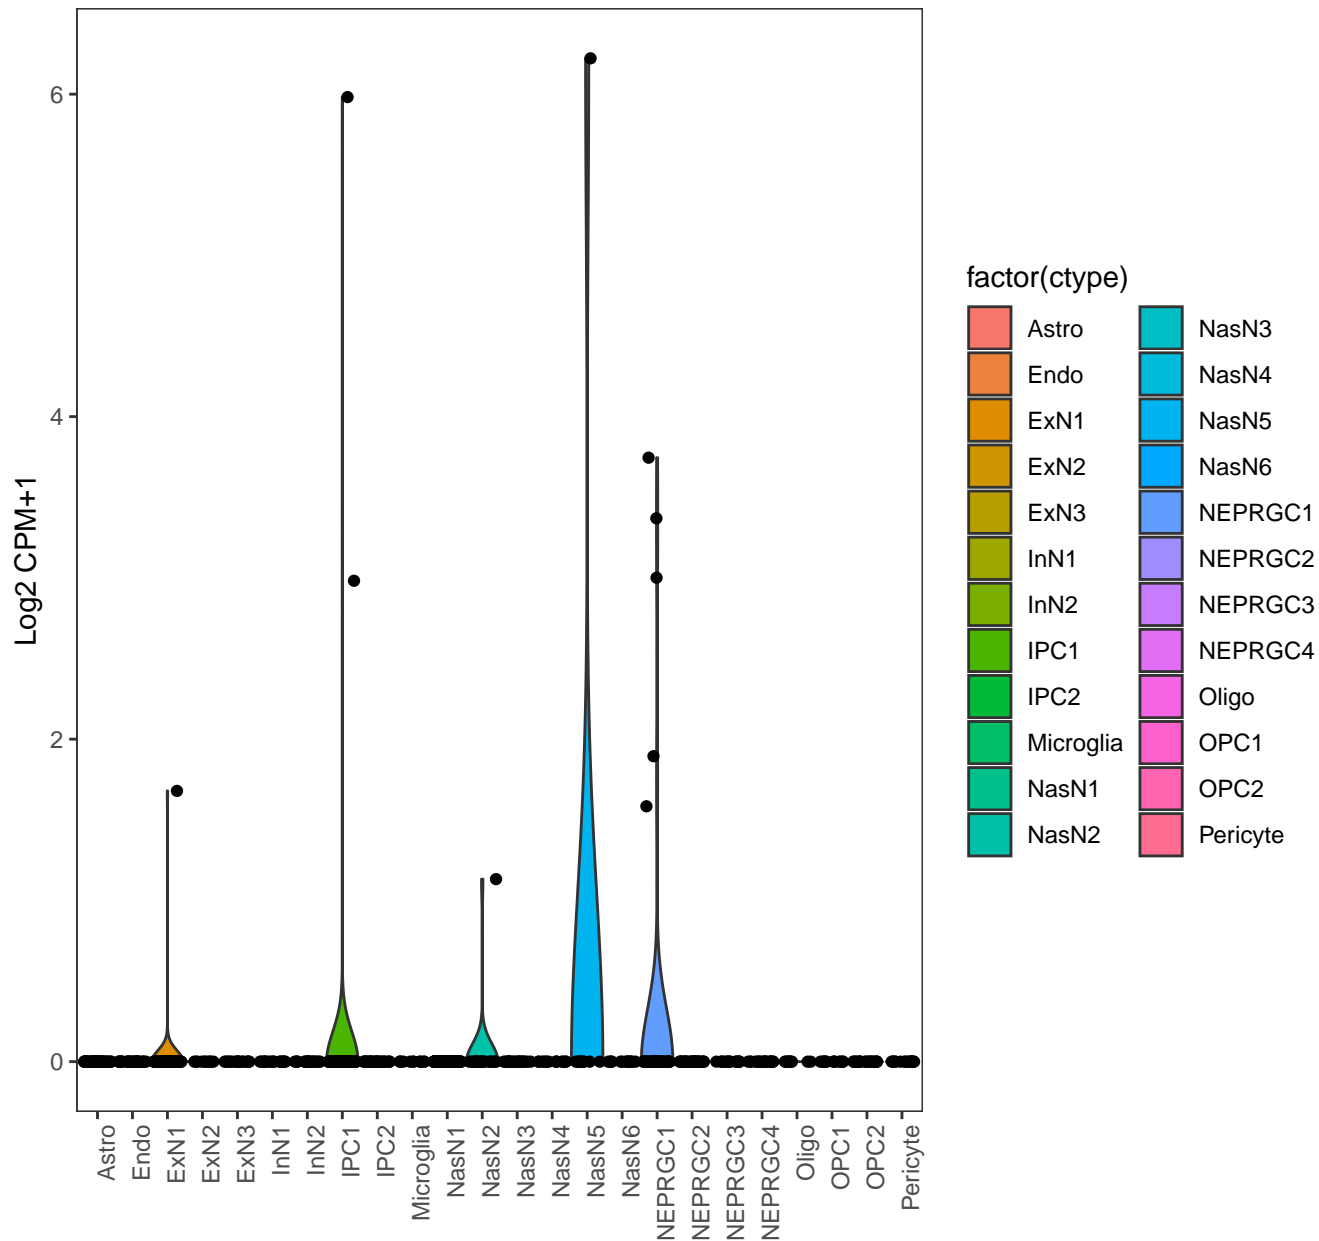 6
4
2
0
Log2 CPM+1
Astro
Endo
ExN1
ExN2
ExN3
InN1
InN2
IPC1
IPC2
Microglia
NasN1
NasN2
NasN3
NasN4
NasN5
NasN6
NEPRGC1
NEPRGC2
NEPRGC3
NEPRGC4
Oligo
OPC1
OPC2
Pericyte
factor(ctype)
Astro
Endo
ExN1
ExN2
ExN3
InN1
InN2
IPC1
IPC2
Microglia
NasN1
NasN2
NasN3
NasN4
NasN5
NasN6
NEPRGC1
NEPRGC2
NEPRGC3
NEPRGC4
Oligo
OPC1
OPC2
Pericyte